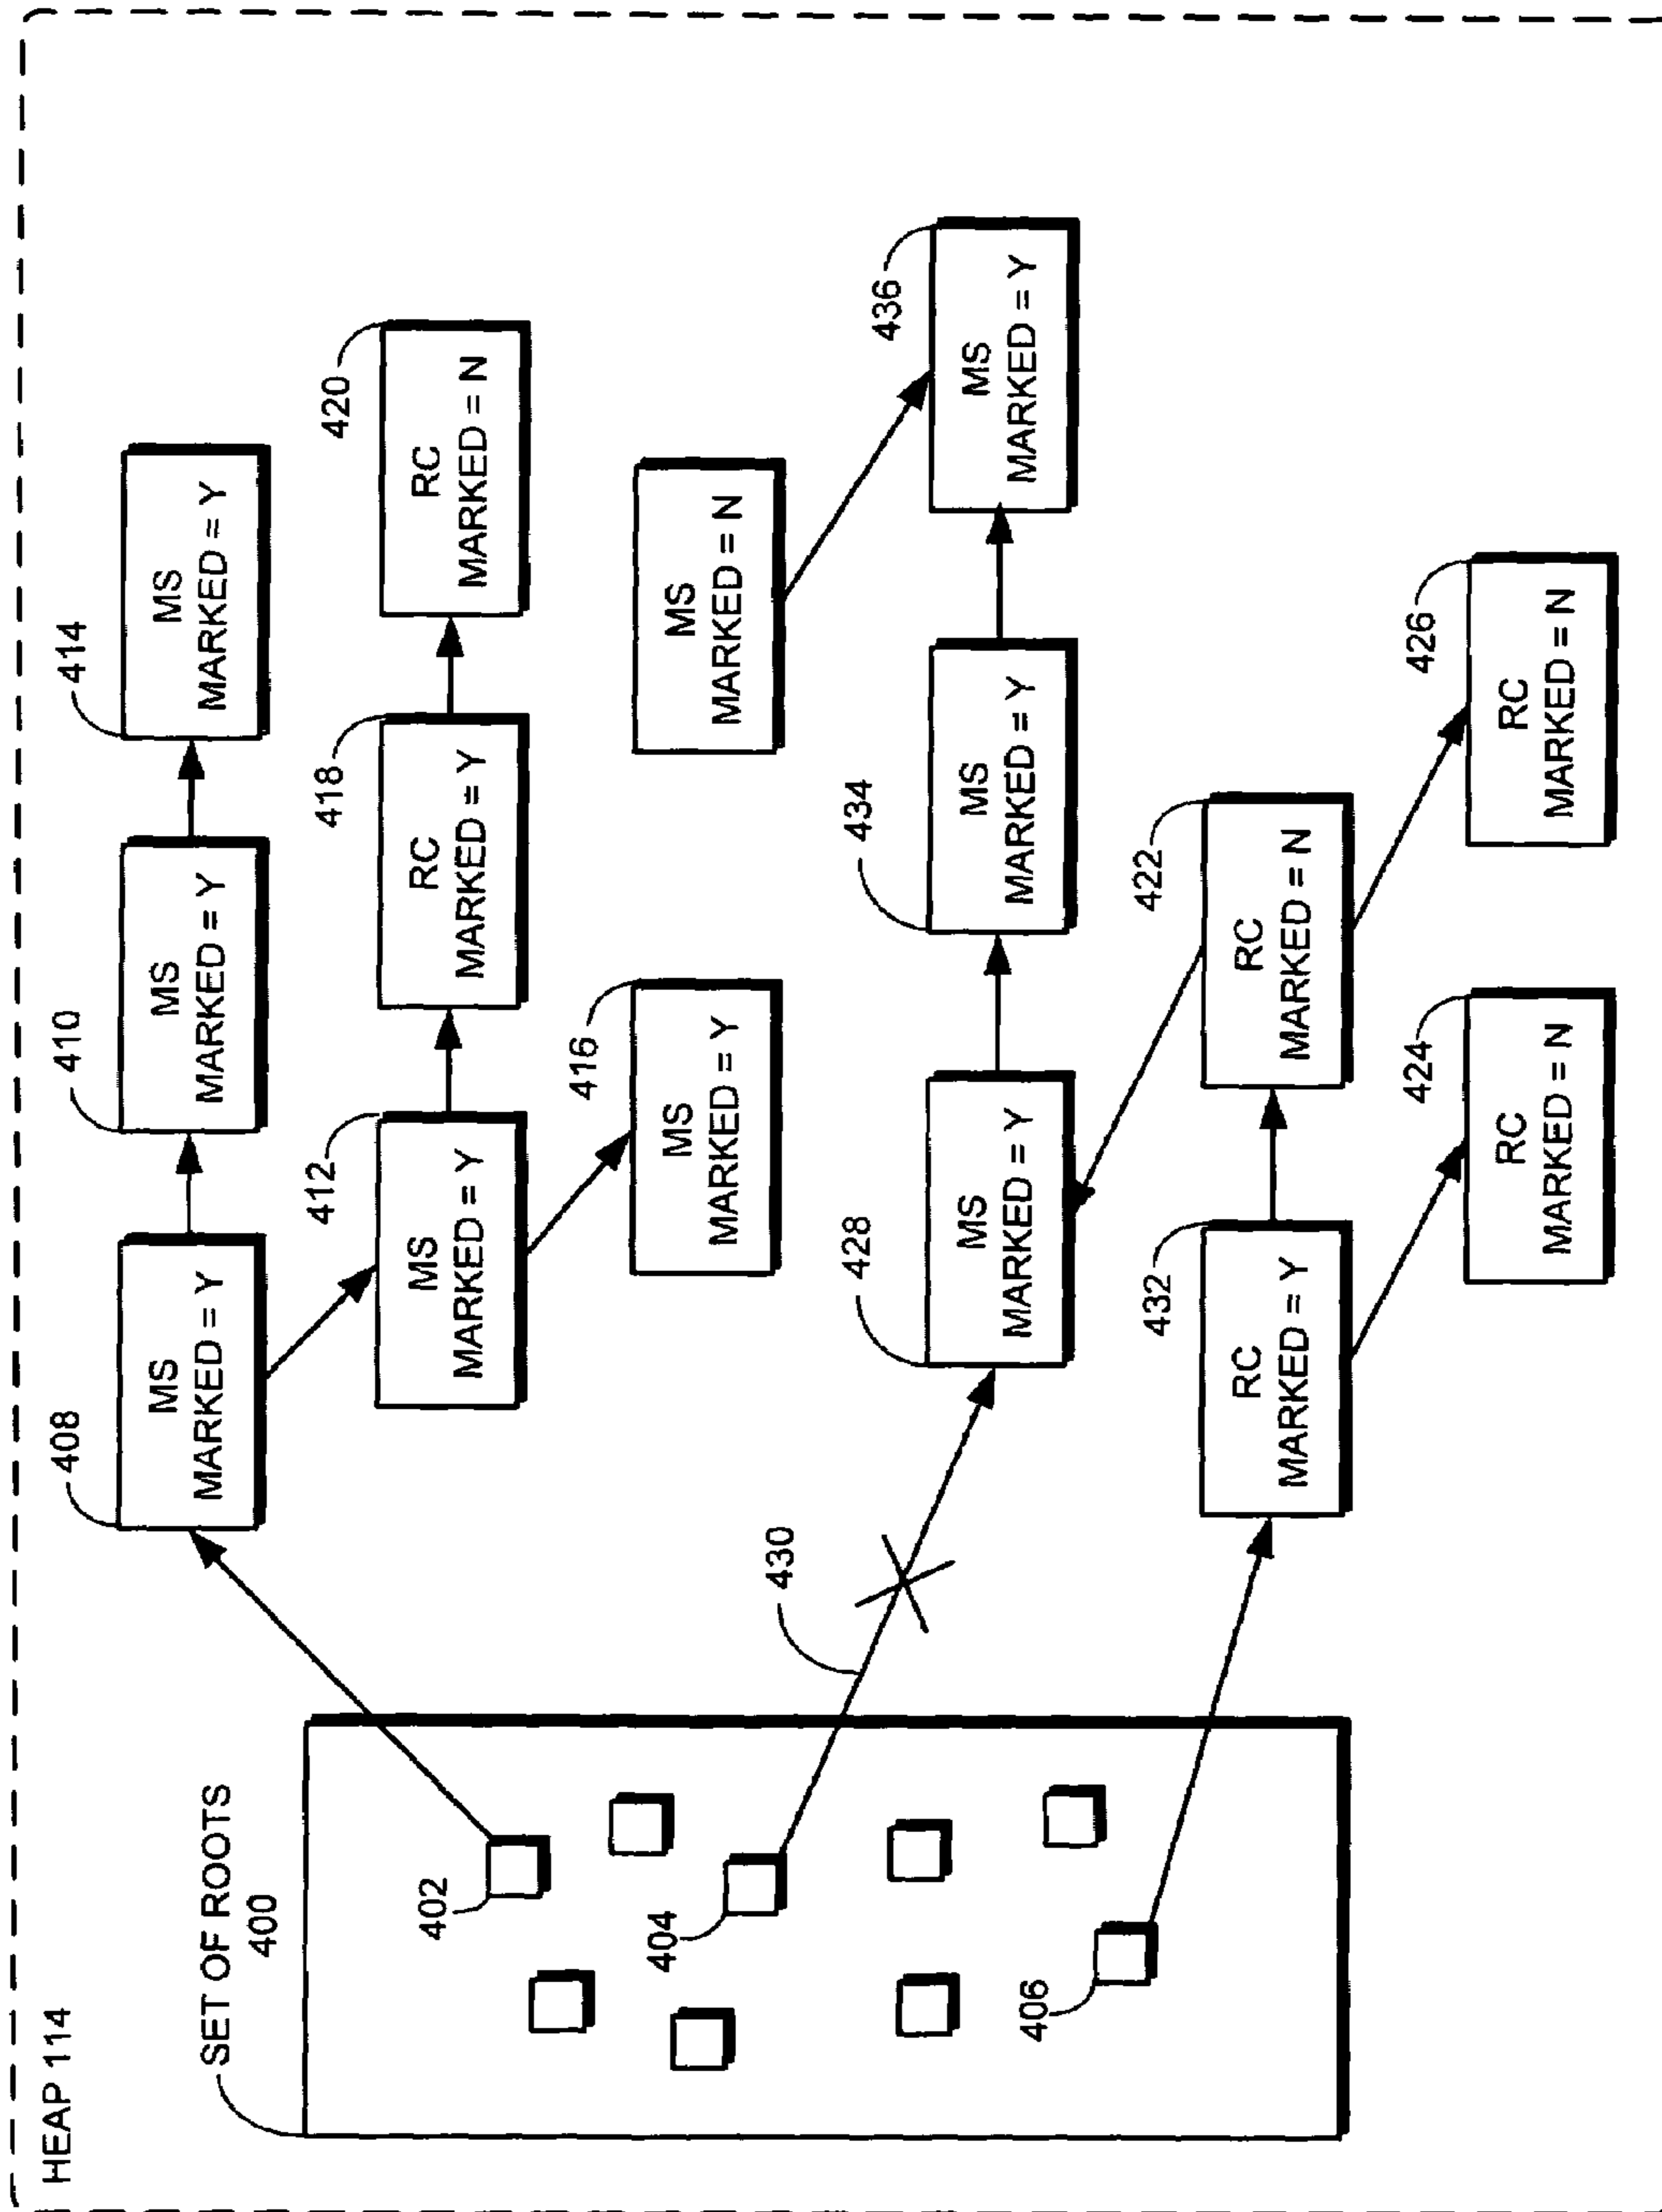 HEAP 114
SET OF ROOTS
400
402
404
406
408
MS
MARKED = Y
410
MS
MARKED = Y
414
MS
MARKED = Y
412
MS
MARKED = Y
418
RC
MARKED = Y
420
RC
MARKED = N
416
MS
MARKED = Y
MS
MARKED = N
430
428
MS
MARKED = Y
434
MS
MARKED = Y
436
MS
MARKED = Y
432
RC
MARKED = Y
422
RC
MARKED = N
424
RC
MARKED = N
426
RC
MARKED = N